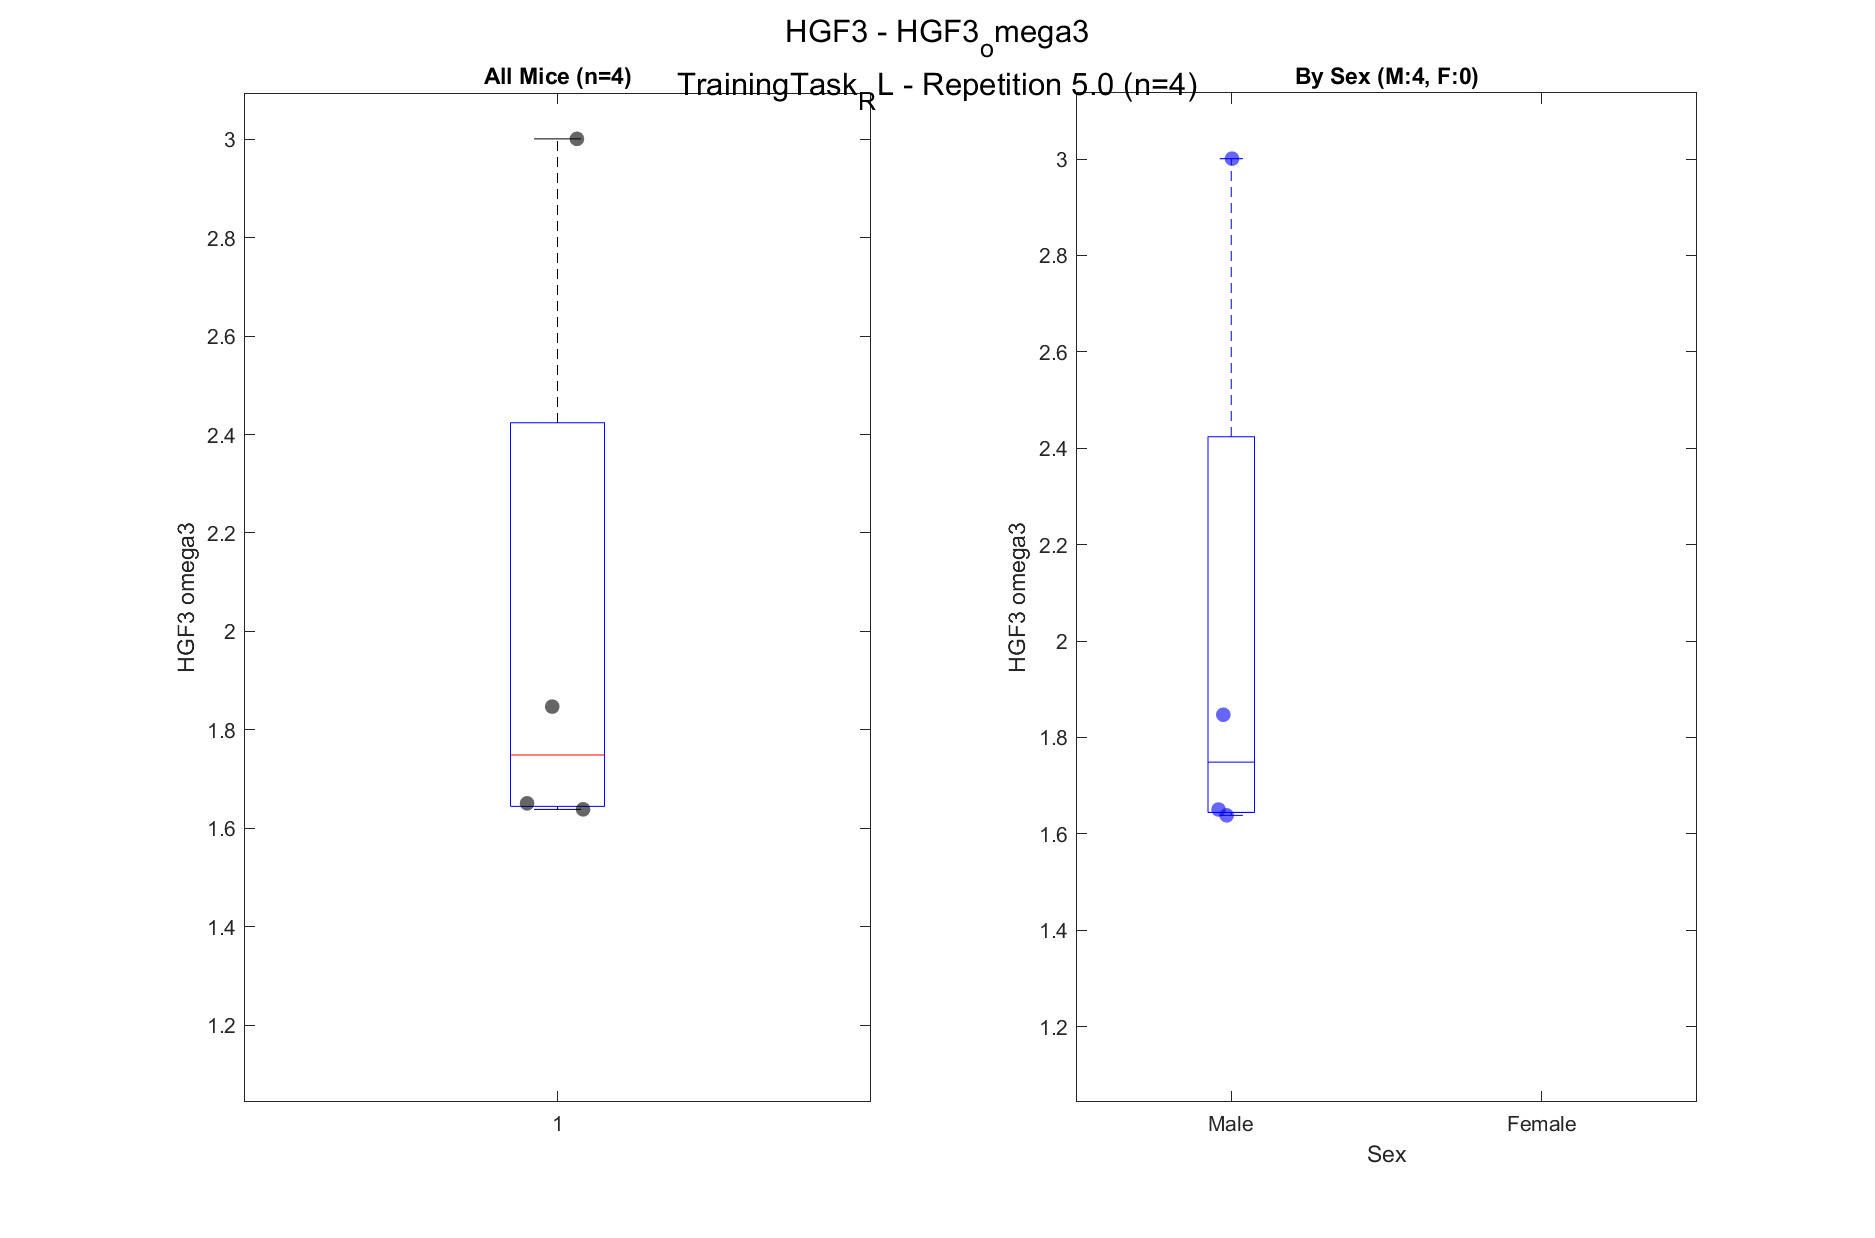 HGF3 - HGF3_omega3
TrainingTask_RL - Repetition 5.0 (n=4)
All Mice (n=4)
3
2.8
2.6
2.4
2.2
2
1.8
1.6
1.4
1.2
HGF3 omega3
1
By Sex (M:4, F:0)
3
2.8
2.6
2.4
2.2
2
1.8
1.6
1.4
1.2
HGF3 omega3
Male Female
Sex